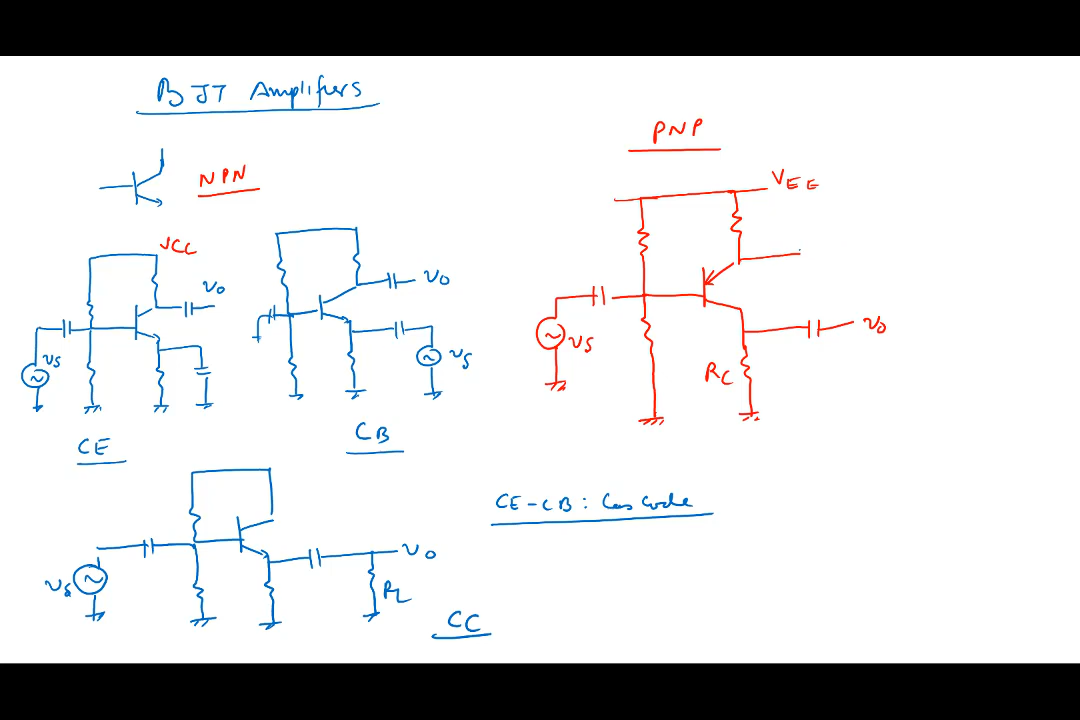 BJT Amplifiers
NPN
VCC
vo
vs
CE
vo
vs
CB
vs
vo
RL
CC
PNP
VEE
vs
vo
RC
CE-CB: Cascode